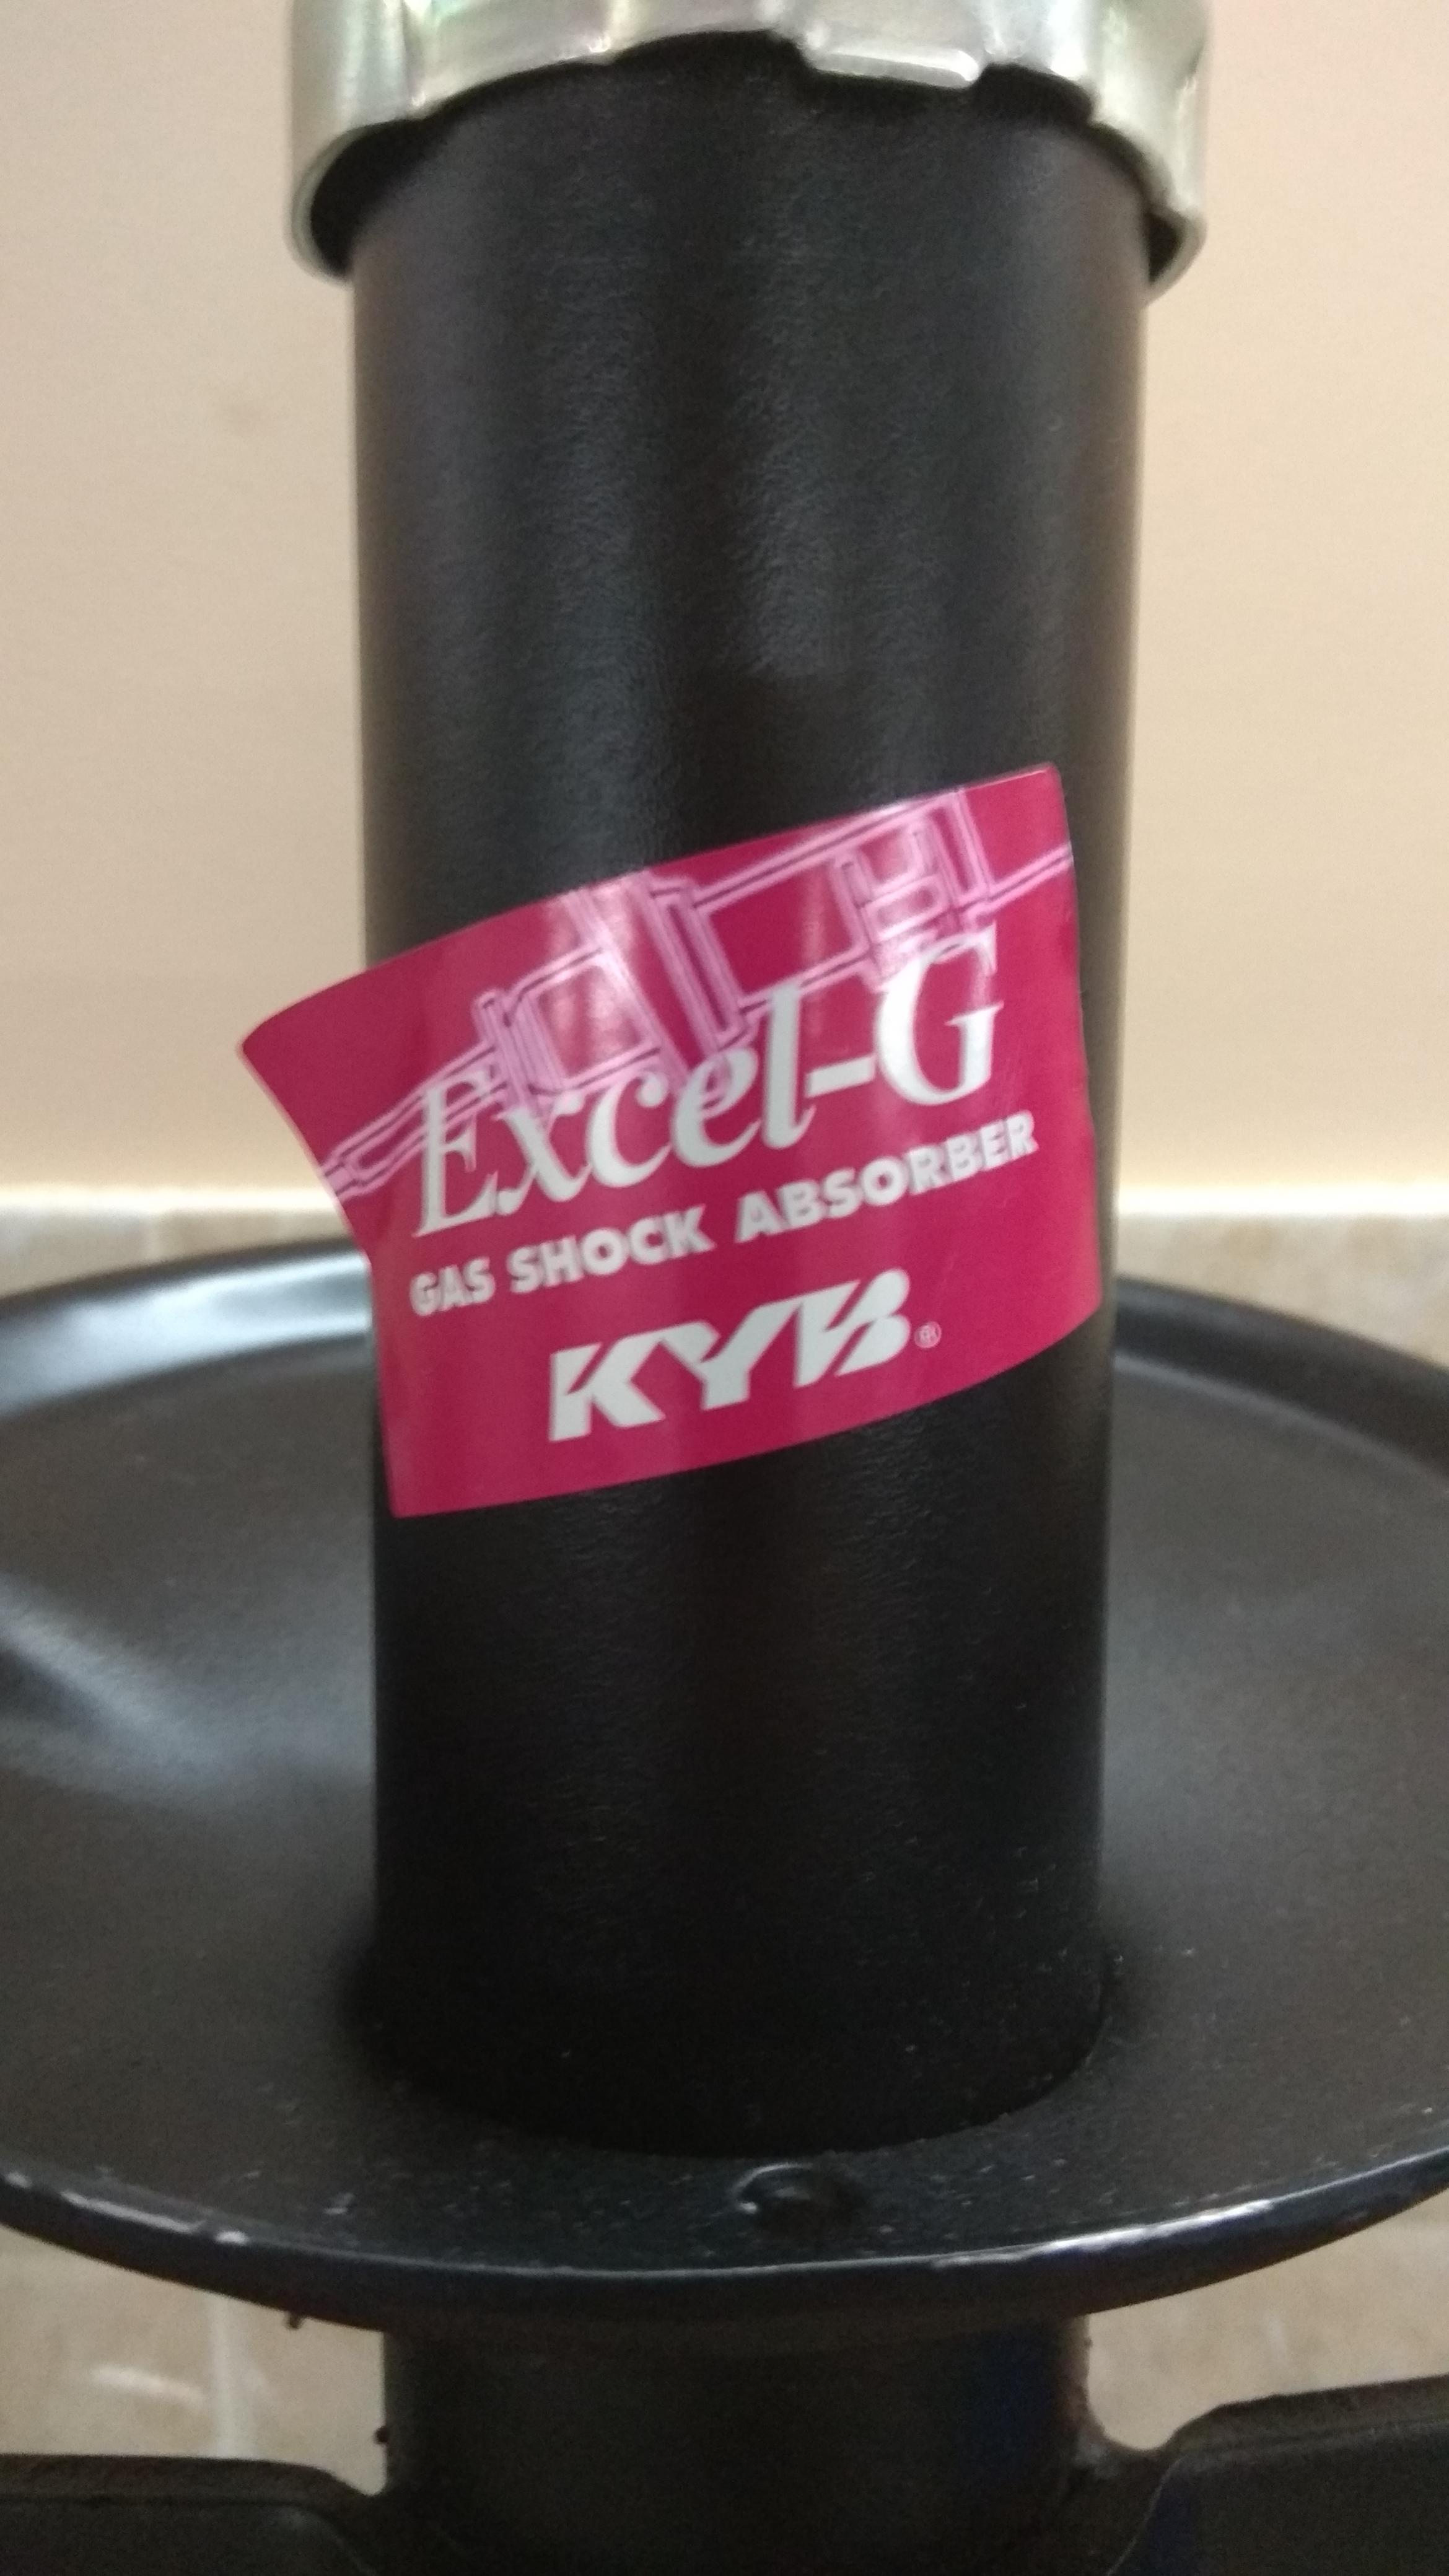 Excel-G
GAS SHOCK ABSORBER
KYB®